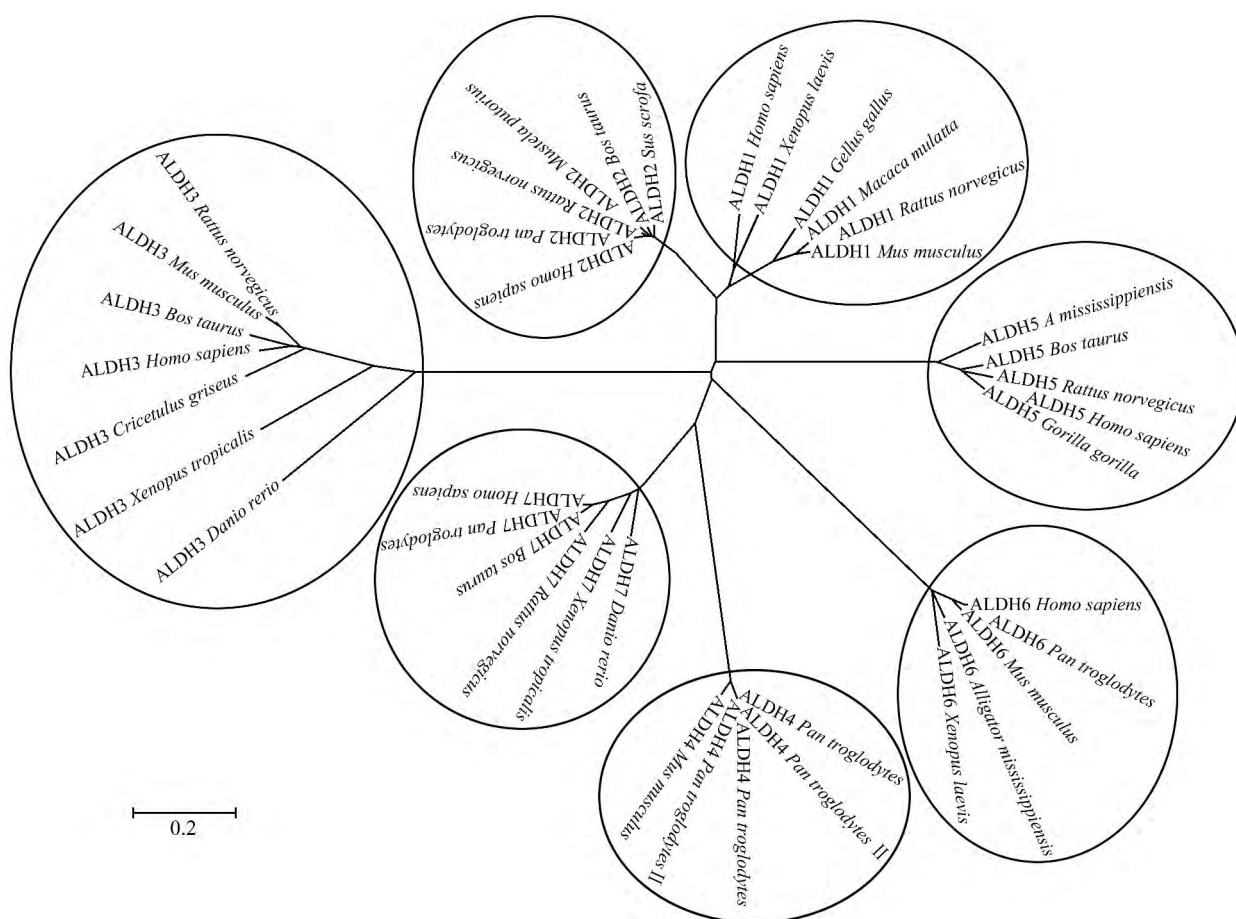 ALDH2 Mustela putorius
ALDH2 Bos taurus
ALDH2 Sus scrofa
ALDH2 Rattus norvegicus
ALDH2 Pan troglodytes
ALDH2 Homo sapiens
ALDH1 Homo sapiens
ALDH1 Xenopus laevis
ALDH1 Gellus gallus
ALDH1 Macaca mulatta
ALDH1 Rattus norvegicus
ALDH1 Mus musculus
ALDH3 Rattus norvegicus
ALDH3 Mus musculus
ALDH3 Bos taurus
ALDH3 Homo sapiens
ALDH3 Cricetulus griseus
ALDH3 Xenopus tropicalis
ALDH3 Danio rerio
ALDH5 A mississippiensis
ALDH5 Bos taurus
ALDH5 Rattus norvegicus
ALDH5 Homo sapiens
ALDH5 Gorilla gorilla
ALDH7 Homo sapiens
ALDH7 Pan troglodytes
ALDH7 Bos taurus
ALDH7 Rattus norvegicus
ALDH7 Xenopus tropicalis
ALDH7 Danio rerio
ALDH6 Homo sapiens
ALDH6 Pan troglodytes
ALDH6 Mus musculus
ALDH6 Alligator mississippiensis
ALDH6 Xenopus laevis
ALDH4 Pan troglodytes
ALDH4 Pan troglodytes II
ALDH4 Pan troglodytes
ALDH4 Pan troglodytes II
ALDH4 Mus musculus
0.2